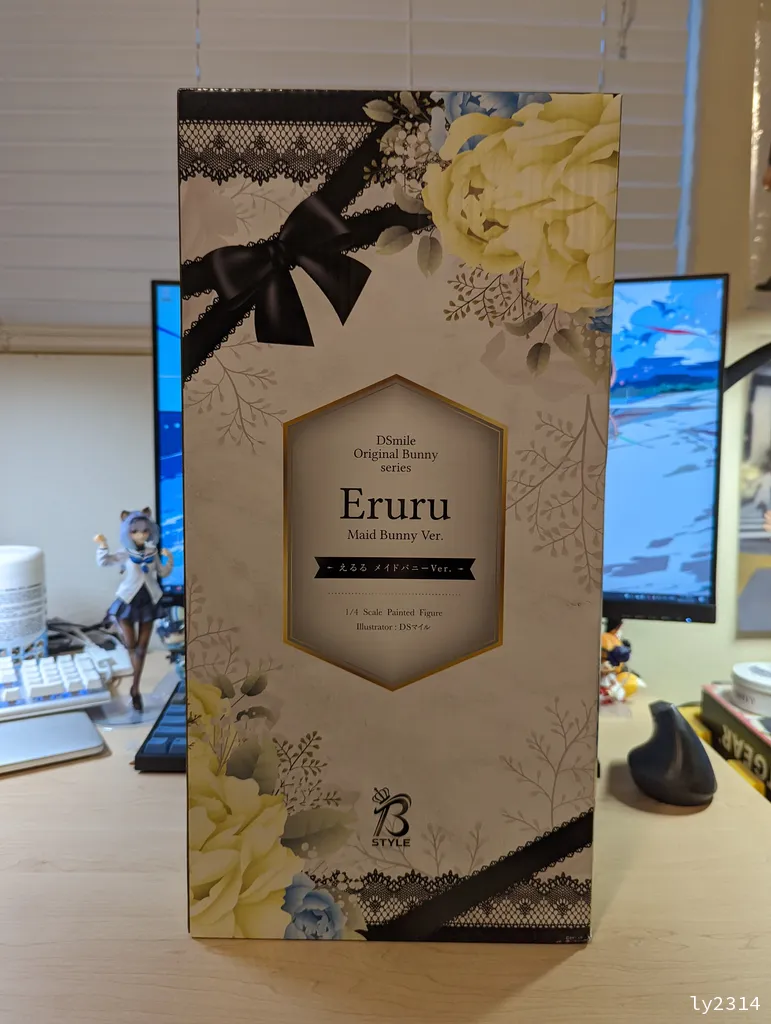 DSmile
Original Bunny
series
Eruru
Maid Bunny Ver.
- えるる メイドバニーVer. -
1/4 Scale Painted Figure
Illustrator : DSマイル
B
STYLE
GEAR
ly2314